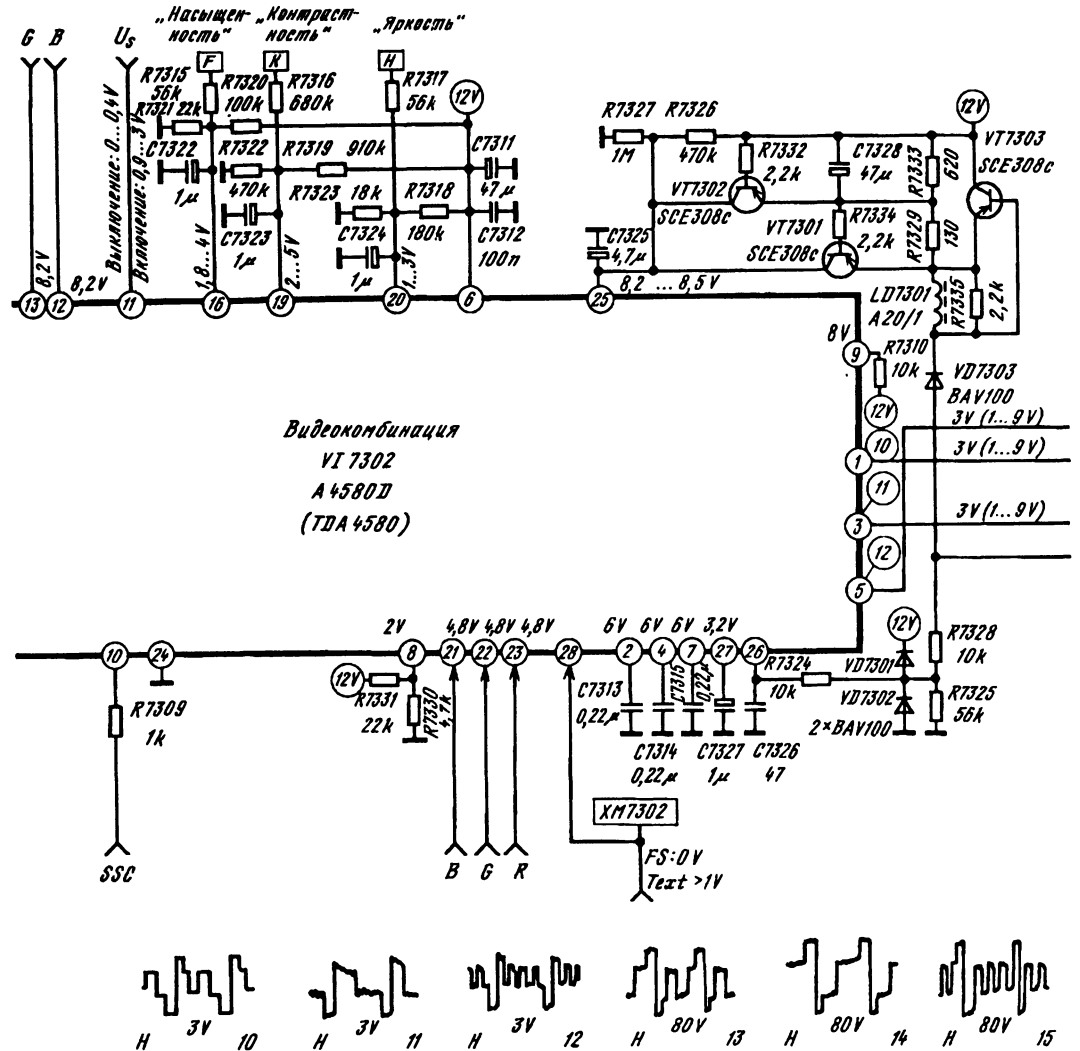 „Насыщен-
ность"
„Контраст-
ность"
„Яркость"
G B Us
F K H
R7315
56k
R7320
100k
R7316
680k
R7317
56k
12V
R7321 22k
C7322
1μ
R7322
470k
R7319 910k
C7311
47μ
C7323
1μ
R7323 18k
R7318
180k
C7324
1μ
C7312
100n
Выключение: 0...0,4V
Включение: 0,9...3V
8,2V
8,2V
1,8...4V
2...5V
1...3V
13 12 11 16 19 20 6 25
R7327 R7326
1M 470k
R7332
2,2k
C7328
47μ
R7333
620
12V
VT7303
SCE308c
VT7302
SCE308c
VT7301
SCE308c
R7334
2,2k
R7329
130
C7325
4,7μ
8,2 ... 8,5V
LD7301
A20/1
R7335
2,2k
8V
9
R7310
10k
12V
VD7303
BAV100
3V (1...9V)
10
1
3V (1...9V)
11
3
3V (1...9V)
12
5
Видеокомбинация
VI 7302
A 4580D
(TDA 4580)
2V 4,8V 4,8V 4,8V 6V 6V 6V 3,2V
10 24 8 21 22 23 28 2 4 7 27 26
12V
R7331
22k
R7330
4,7k
R7309
1k
C7313
0,22μ
C7315
0,22μ
C7314
0,22μ
C7327
1μ
C7326
47
R7324
10k
12V
VD7301
VD7302
2×BAV100
R7328
10k
R7325
56k
XM7302
FS:0V
Text >1V
SSC
B G R
H 3V 10
H 3V 11
H 3V 12
H 80V 13
H 80V 14
H 80V 15